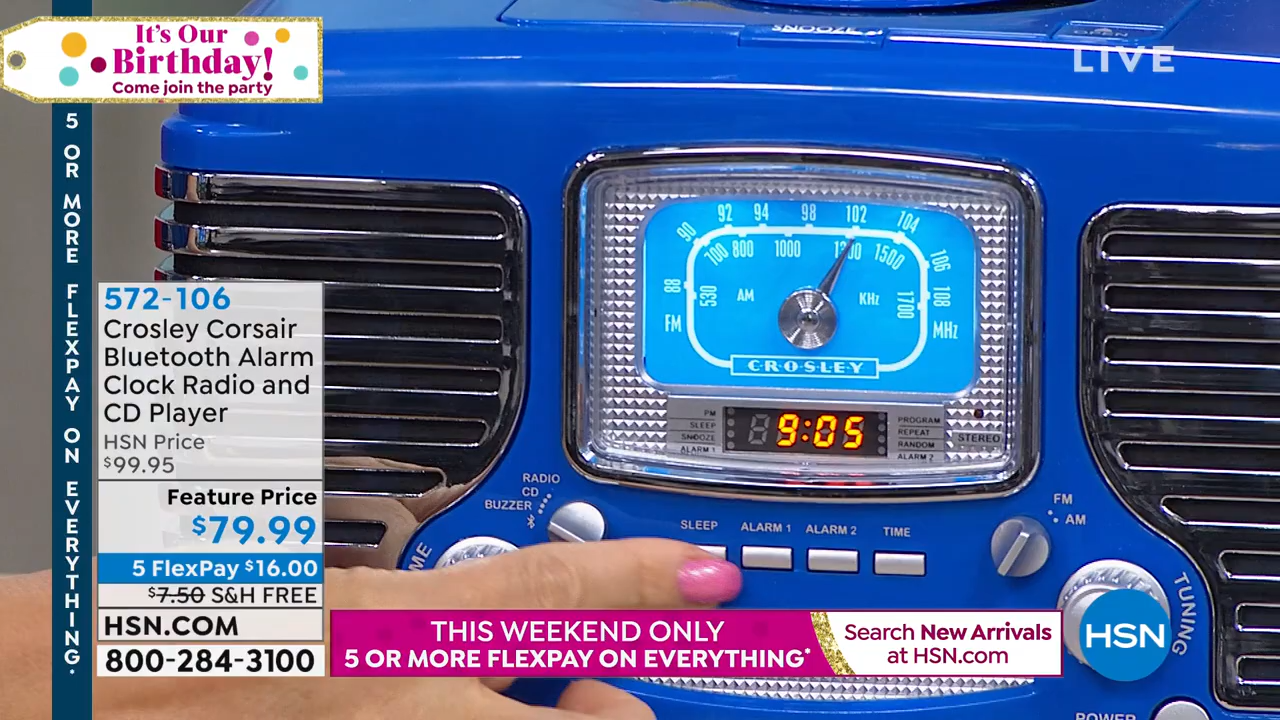 It's Our
Birthday!
Come join the party
LIVE
SNOOZE
OPEN
5 OR MORE FLEXPAY ON EVERYTHING.
572-106
Crosley Corsair
Bluetooth Alarm
Clock Radio and
CD Player
HSN Price
$99.95
Feature Price
$79.99
5 FlexPay $16.00
$7.50 S&H FREE
HSN.COM
800-284-3100
88 90 92 94 98 102 104 106 108
FM MHz
530 700 800 1000 1500 1700
AM KHz
CROSLEY
PM
SLEEP
SNOOZE
ALARM 1
9:05
PROGRAM
REPEAT
RANDOM
ALARM 2
STEREO
RADIO
CD
BUZZER
SLEEP ALARM 1 ALARM 2 TIME
FM
AM
TUNING
POWER
THIS WEEKEND ONLY
5 OR MORE FLEXPAY ON EVERYTHING*
Search New Arrivals
at HSN.com
HSN